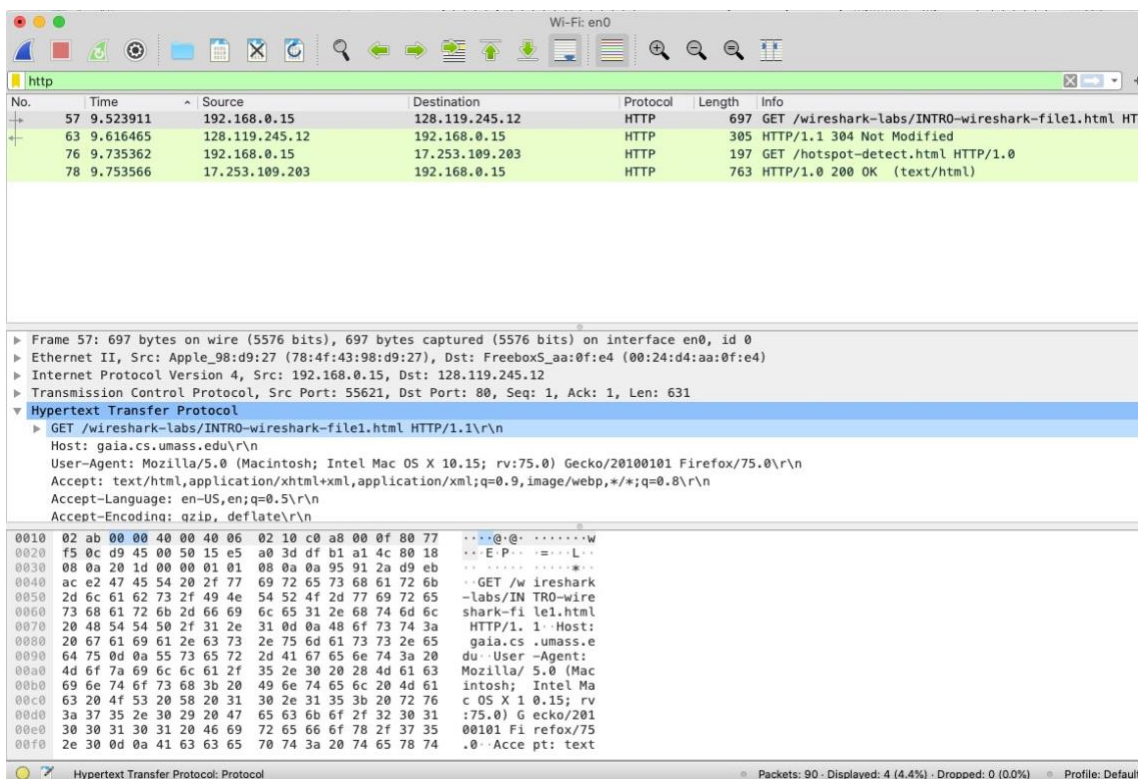 Wi-Fi: en0
http
No. Time Source Destination Protocol Length Info
57 9.523911 192.168.0.15 128.119.245.12 HTTP 697 GET /wireshark-labs/INTRO-wireshark-file1.html HT
63 9.616465 128.119.245.12 192.168.0.15 HTTP 305 HTTP/1.1 304 Not Modified
76 9.735362 192.168.0.15 17.253.109.203 HTTP 197 GET /hotspot-detect.html HTTP/1.0
78 9.753566 17.253.109.203 192.168.0.15 HTTP 763 HTTP/1.0 200 OK (text/html)
Frame 57: 697 bytes on wire (5576 bits), 697 bytes captured (5576 bits) on interface en0, id 0
Ethernet II, Src: Apple_98:d9:27 (78:4f:43:98:d9:27), Dst: FreeboxS_aa:0f:e4 (00:24:d4:aa:0f:e4)
Internet Protocol Version 4, Src: 192.168.0.15, Dst: 128.119.245.12
Transmission Control Protocol, Src Port: 55621, Dst Port: 80, Seq: 1, Ack: 1, Len: 631
Hypertext Transfer Protocol
GET /wireshark-labs/INTRO-wireshark-file1.html HTTP/1.1\r\n
Host: gaia.cs.umass.edu\r\n
User-Agent: Mozilla/5.0 (Macintosh; Intel Mac OS X 10.15; rv:75.0) Gecko/20100101 Firefox/75.0\r\n
Accept: text/html,application/xhtml+xml,application/xml;q=0.9,image/webp,*/*;q=0.8\r\n
Accept-Language: en-US,en;q=0.5\r\n
Accept-Encoding: gzip, deflate\r\n
0010 02 ab 00 00 40 00 40 06 02 10 c0 a8 00 0f 80 77 ····@·@· ·······w
0020 f5 0c d9 45 00 50 15 e5 a0 3d df b1 a1 4c 80 18 ···E·P·· ·=···L··
0030 08 0a 20 1d 00 00 01 01 08 0a 0a 95 91 2a d9 eb ·· ····· ·····*··
0040 ac e2 47 45 54 20 2f 77 69 72 65 73 68 61 72 6b ··GET /w ireshark
0050 2d 6c 61 62 73 2f 49 4e 54 52 4f 2d 77 69 72 65 -labs/IN TRO-wire
0060 73 68 61 72 6b 2d 66 69 6c 65 31 2e 68 74 6d 6c shark-fi le1.html
0070 20 48 54 54 50 2f 31 2e 31 0d 0a 48 6f 73 74 3a HTTP/1. 1··Host:
0080 20 67 61 69 61 2e 63 73 2e 75 6d 61 73 73 2e 65 gaia.cs .umass.e
0090 64 75 0d 0a 55 73 65 72 2d 41 67 65 6e 74 3a 20 du··User -Agent:
00a0 4d 6f 7a 69 6c 6c 61 2f 35 2e 30 20 28 4d 61 63 Mozilla/ 5.0 (Mac
00b0 69 6e 74 6f 73 68 3b 20 49 6e 74 65 6c 20 4d 61 intosh; Intel Ma
00c0 63 20 4f 53 20 58 20 31 30 2e 31 35 3b 20 72 76 c OS X 1 0.15; rv
00d0 3a 37 35 2e 30 29 20 47 65 63 6b 6f 2f 32 30 31 :75.0) G ecko/201
00e0 30 30 31 30 31 20 46 69 72 65 66 6f 78 2f 37 35 00101 Fi refox/75
00f0 2e 30 0d 0a 41 63 63 65 70 74 3a 20 74 65 78 74 .0··Acce pt: text
Hypertext Transfer Protocol: Protocol Packets: 90 · Displayed: 4 (4.4%) · Dropped: 0 (0.0%) Profile: Default